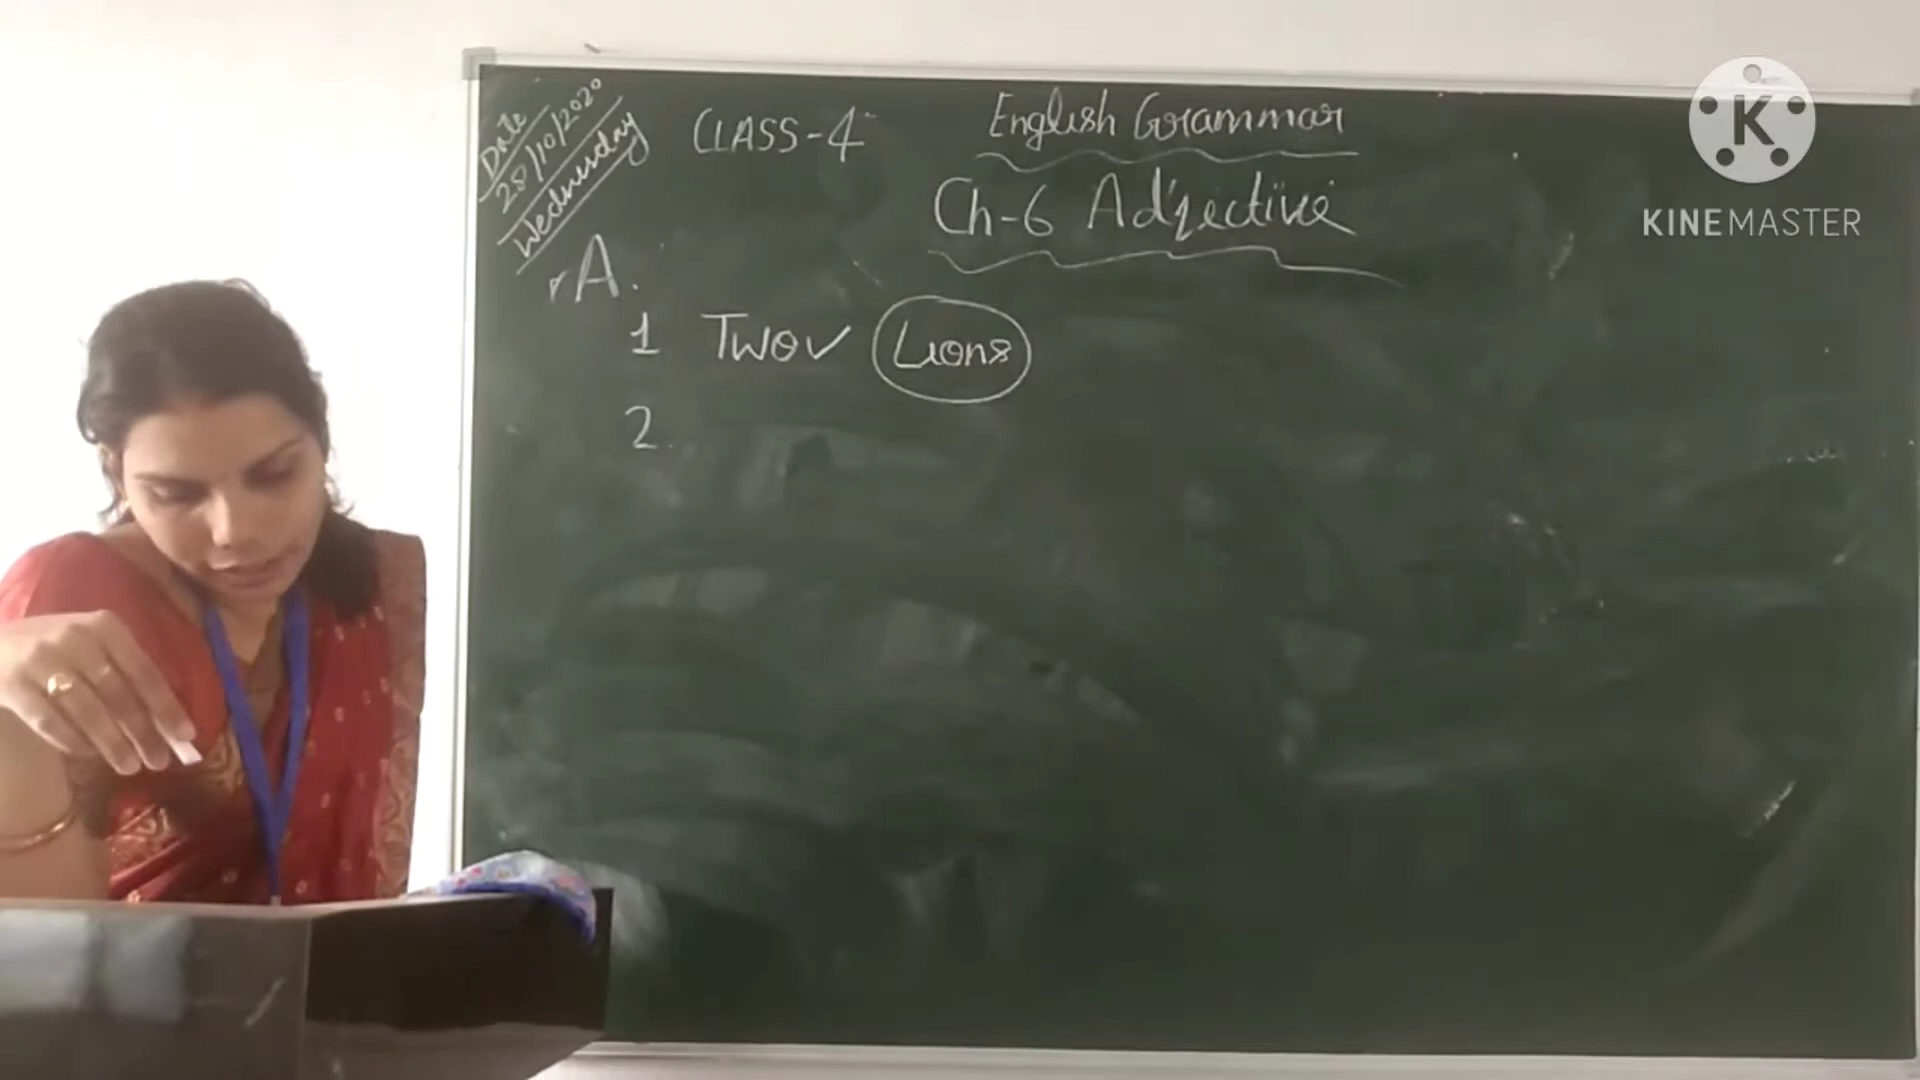 Date
28/10/2020
Wednesday
CLASS-4
English Grammar
Ch-6 Adjective
A.
1 Two✓ Lions
2.
K
KINEMASTER